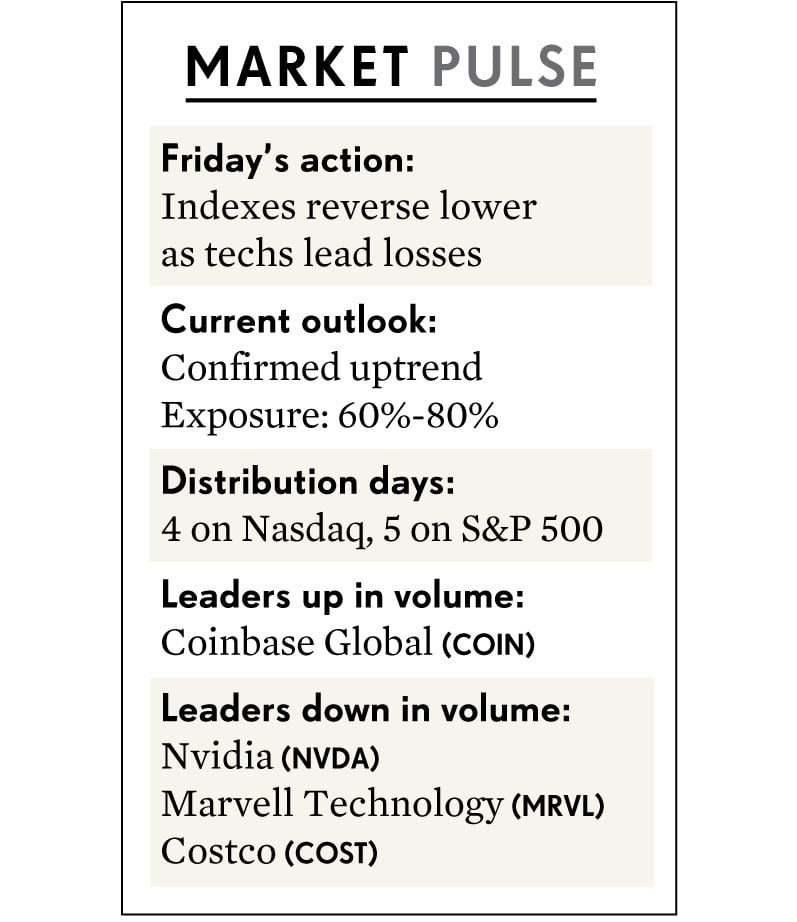 MARKET PULSE
Friday's action:
Indexes reverse lower
as techs lead losses
Current outlook:
Confirmed uptrend
Exposure: 60%-80%
Distribution days:
4 on Nasdaq, 5 on S&P 500
Leaders up in volume:
Coinbase Global (COIN)
Leaders down in volume:
Nvidia (NVDA)
Marvell Technology (MRVL)
Costco (COST)